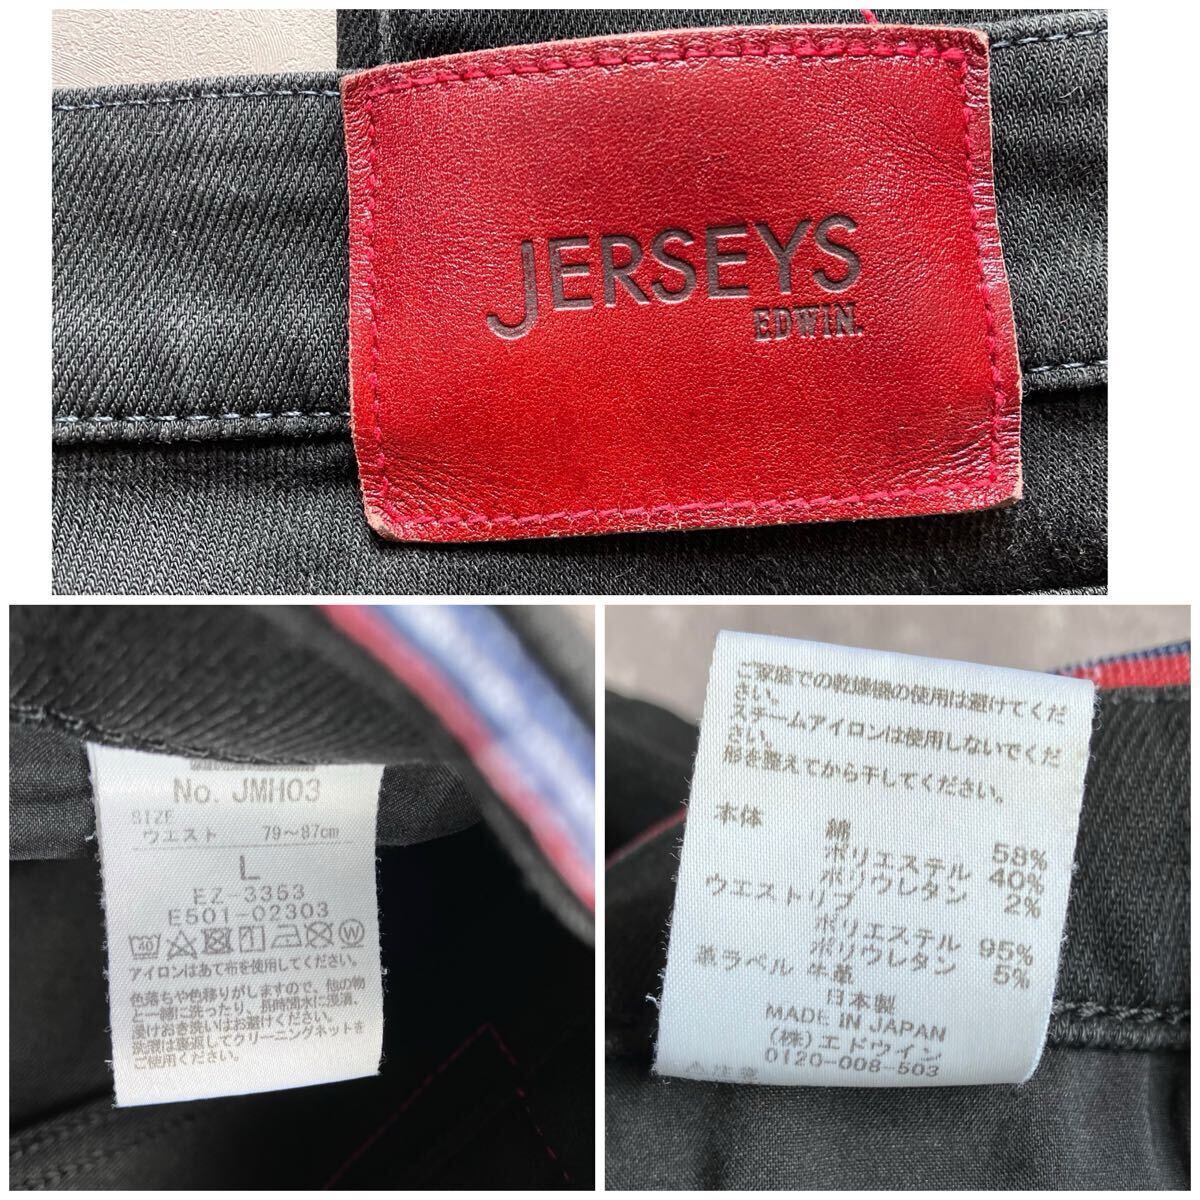 JERSEYS
EDWIN.
No. JMH03
SIZE
ウエスト 79～87cm
L
EZ-3353
E501-02303
40 W
アイロンはあて布を使用してください。
色落ちや色移りがしますので、他の物
と一緒に洗ったり、長時間水に浸漬、
浸けおき洗いはお避けください。
洗濯は裏返してクリーニングネットを
ご使用ください。
ご家庭での乾燥機の使用は避けてくだ
さい。
スチームアイロンは使用しないでくだ
さい。
形を整えてから干してください。
本体 綿 58%
ポリエステル 40%
ポリウレタン 2%
ウエストリブ
ポリエステル 95%
ポリウレタン 5%
革ラベル 牛革
日本製
MADE IN JAPAN
(株)エドウイン
0120-008-503